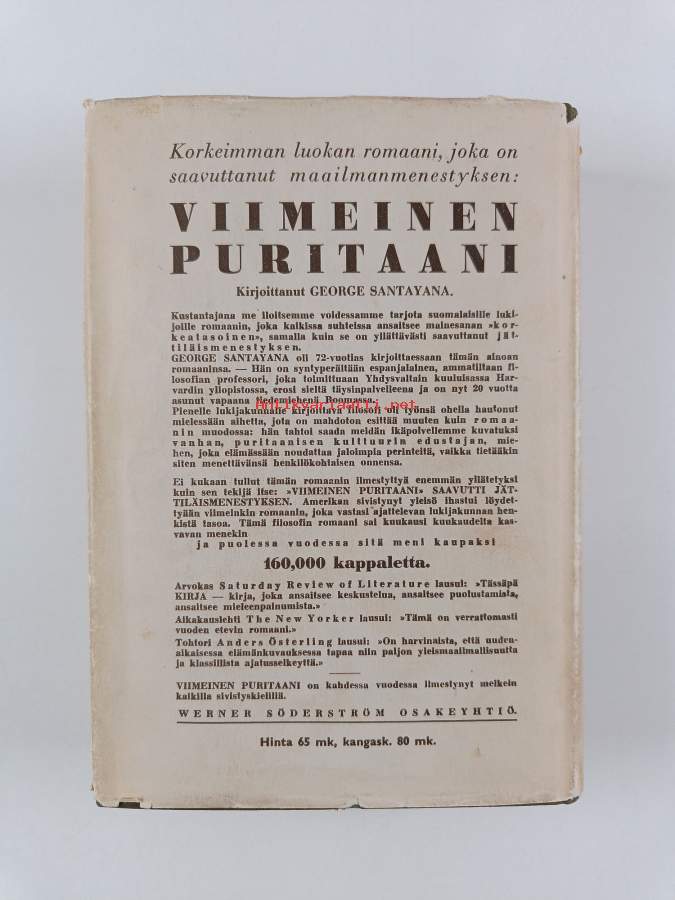 Korkeimman luokan romaani, joka on
saavuttanut maailmanmenestyksen:
VIIMEINEN
PURITAANI
Kirjoittanut GEORGE SANTAYANA.
Kustantajana me iloitsemme voidessamme tarjota suomalaisille luki-
joille romaanin, joka kaikissa suhteissa ansaitsee mainesanan »kor-
keatasoinen», samalla kuin se on yllättävästi saavuttanut jät-
tiläismenestyksen.
GEORGE SANTAYANA oli 72-vuotias kirjoittaessaan tämän ainoan
romaaninsa. — Hän on syntyperältään espanjalainen, ammatiltaan fi-
losofian professori, joka toimittuaan Yhdysvaltain kuuluisassa Har-
vardin yliopistossa, erosi sieltä täysinpalvelleena ja on nyt 20 vuotta
asunut vapaana tiedemiehenä Roomassa.
antikvariaatti.net
Pienelle lukijakunnalle kirjoittava filosofi oli työnsä ohella hautonut
mielessään aihetta, jota on mahdoton esittää muuten kuin romaa-
nin muodossa: hän tahtoi saada meidän ikäpolvellemme kuvatuksi
vanhan, puritaanisen kulttuurin edustajan, mie-
hen, joka elämässään noudattaa jaloimpia perinteitä, vaikka tietääkin
siten menettävänsä henkilökohtaisen onnensa.
Ei kukaan tullut tämän romaanin ilmestyttyä enemmän yllätetyksi
kuin sen tekijä itse: »VIIMEINEN PURITAANI» SAAVUTTI JÄT-
TILÄISMENESTYKSEN. Amerikan sivistynyt yleisö ihastui löydet-
tyään viimeinkin romaanin, joka vastasi ajattelevan lukijakunnan hen-
kistä tasoa. Tämä filosofin romaani sai kuukausi kuukaudelta kas-
vavan menekin
ja puolessa vuodessa sitä meni kaupaksi
160,000 kappaletta.
Arvokas Saturday Review of Literature lausui: »Tässäpä
KIRJA — kirja, joka ansaitsee keskustelua, ansaitsee puolustamista,
ansaitsee mieleenpainumista.»
Aikakauslehti The New Yorker lausui: »Tämä on verrattomasti
vuoden etevin romaani.»
Tohtori Anders Österling lausui: »On harvinaista, että uuden-
aikaisessa elämänkuvauksessa tapaa niin paljon yleismaailmallisuutta
ja klassillista ajatusselkeyttä.»
VIIMEINEN PURITAANI on kahdessa vuodessa ilmestynyt melkein
kaikilla sivistyskielillä.
WERNER SÖDERSTRÖM OSAKEYHTIÖ.
Hinta 65 mk, kangask. 80 mk.